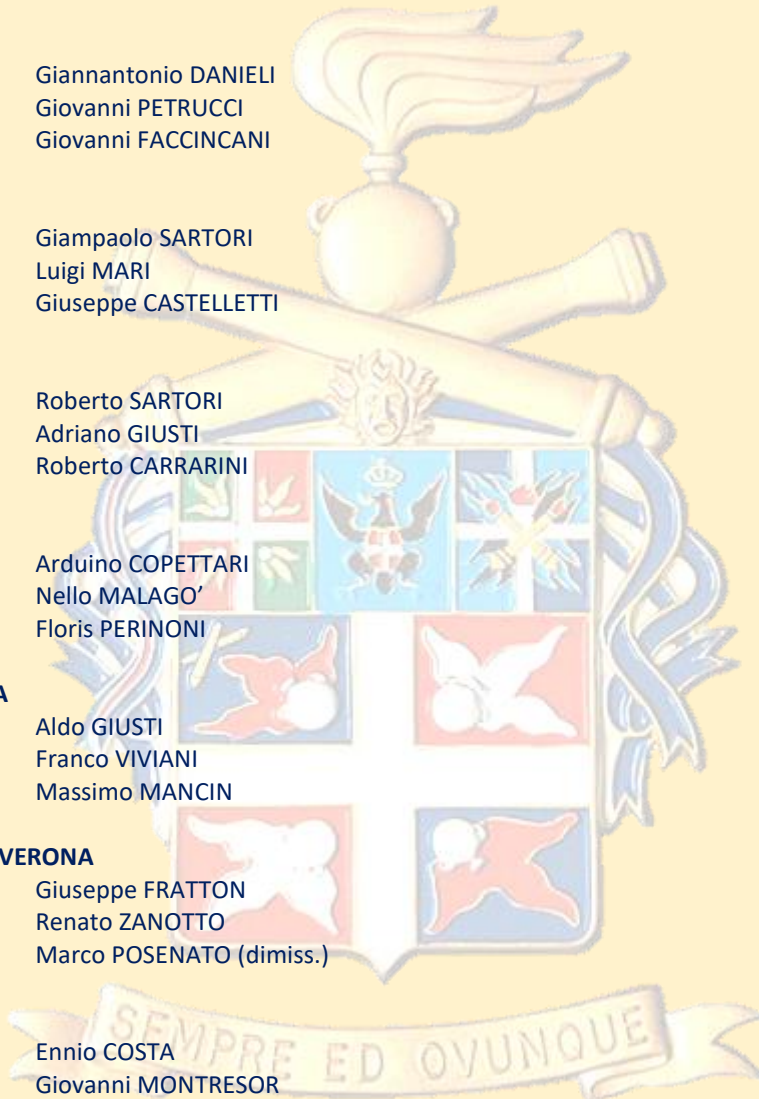 Giannantonio DANIELI
Giovanni PETRUCCI
Giovanni FACCINCANI
Giampaolo SARTORI
Luigi MARI
Giuseppe CASTELLETTI
Roberto SARTORI
Adriano GIUSTI
Roberto CARRARINI
Arduino COPETTARI
Nello MALAGO’
Floris PERINONI
A
Aldo GIUSTI
Franco VIVIANI
Massimo MANCIN
VERONA
Giuseppe FRATTON
Renato ZANOTTO
Marco POSENATO (dimiss.)
SEMPRE ED OVUNQUE
Ennio COSTA
Giovanni MONTRESOR